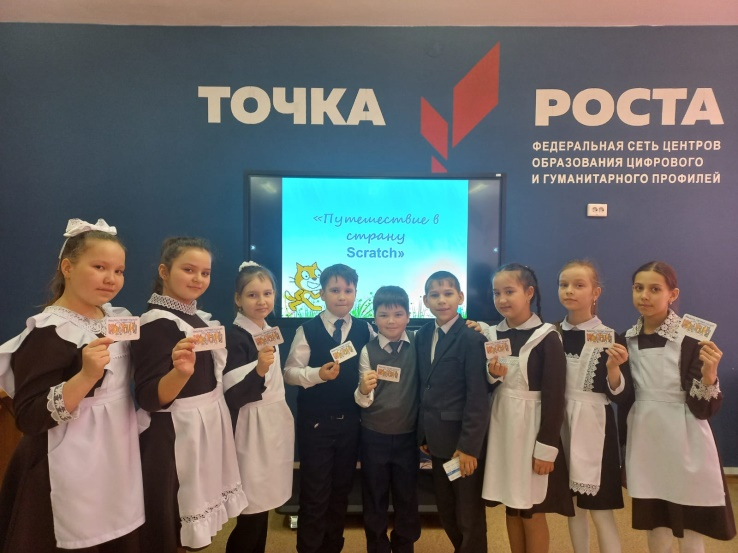 ТОЧКА РОСТА
ФЕДЕРАЛЬНАЯ СЕТЬ ЦЕНТРОВ
ОБРАЗОВАНИЯ ЦИФРОВОГО
И ГУМАНИТАРНОГО ПРОФИЛЕЙ
«Путешествие в
страну
Scratch»